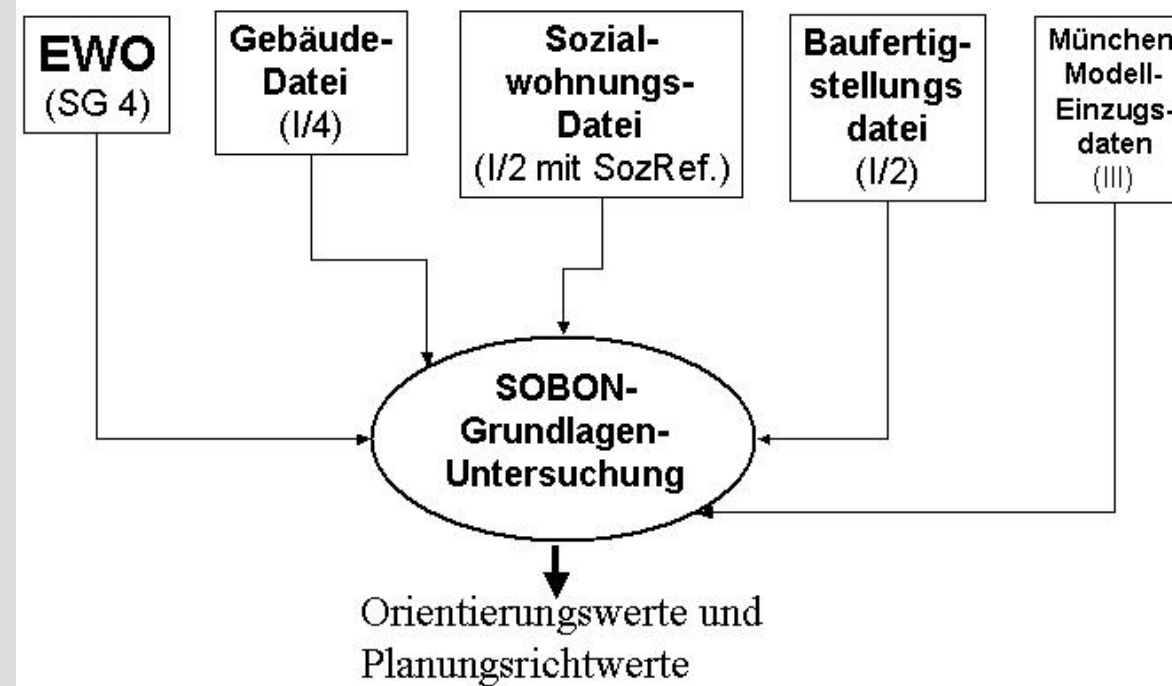 EWO
(SG 4)
Gebäude-
Datei
(I/4)
Sozial-
wohnungs-
Datei
(I/2 mit SozRef.)
Baufertig-
stellungs
datei
(I/2)
München
Modell-
Einzugs-
daten
(III)
SOBON-
Grundlagen-
Untersuchung
Orientierungswerte und
Planungsrichtwerte